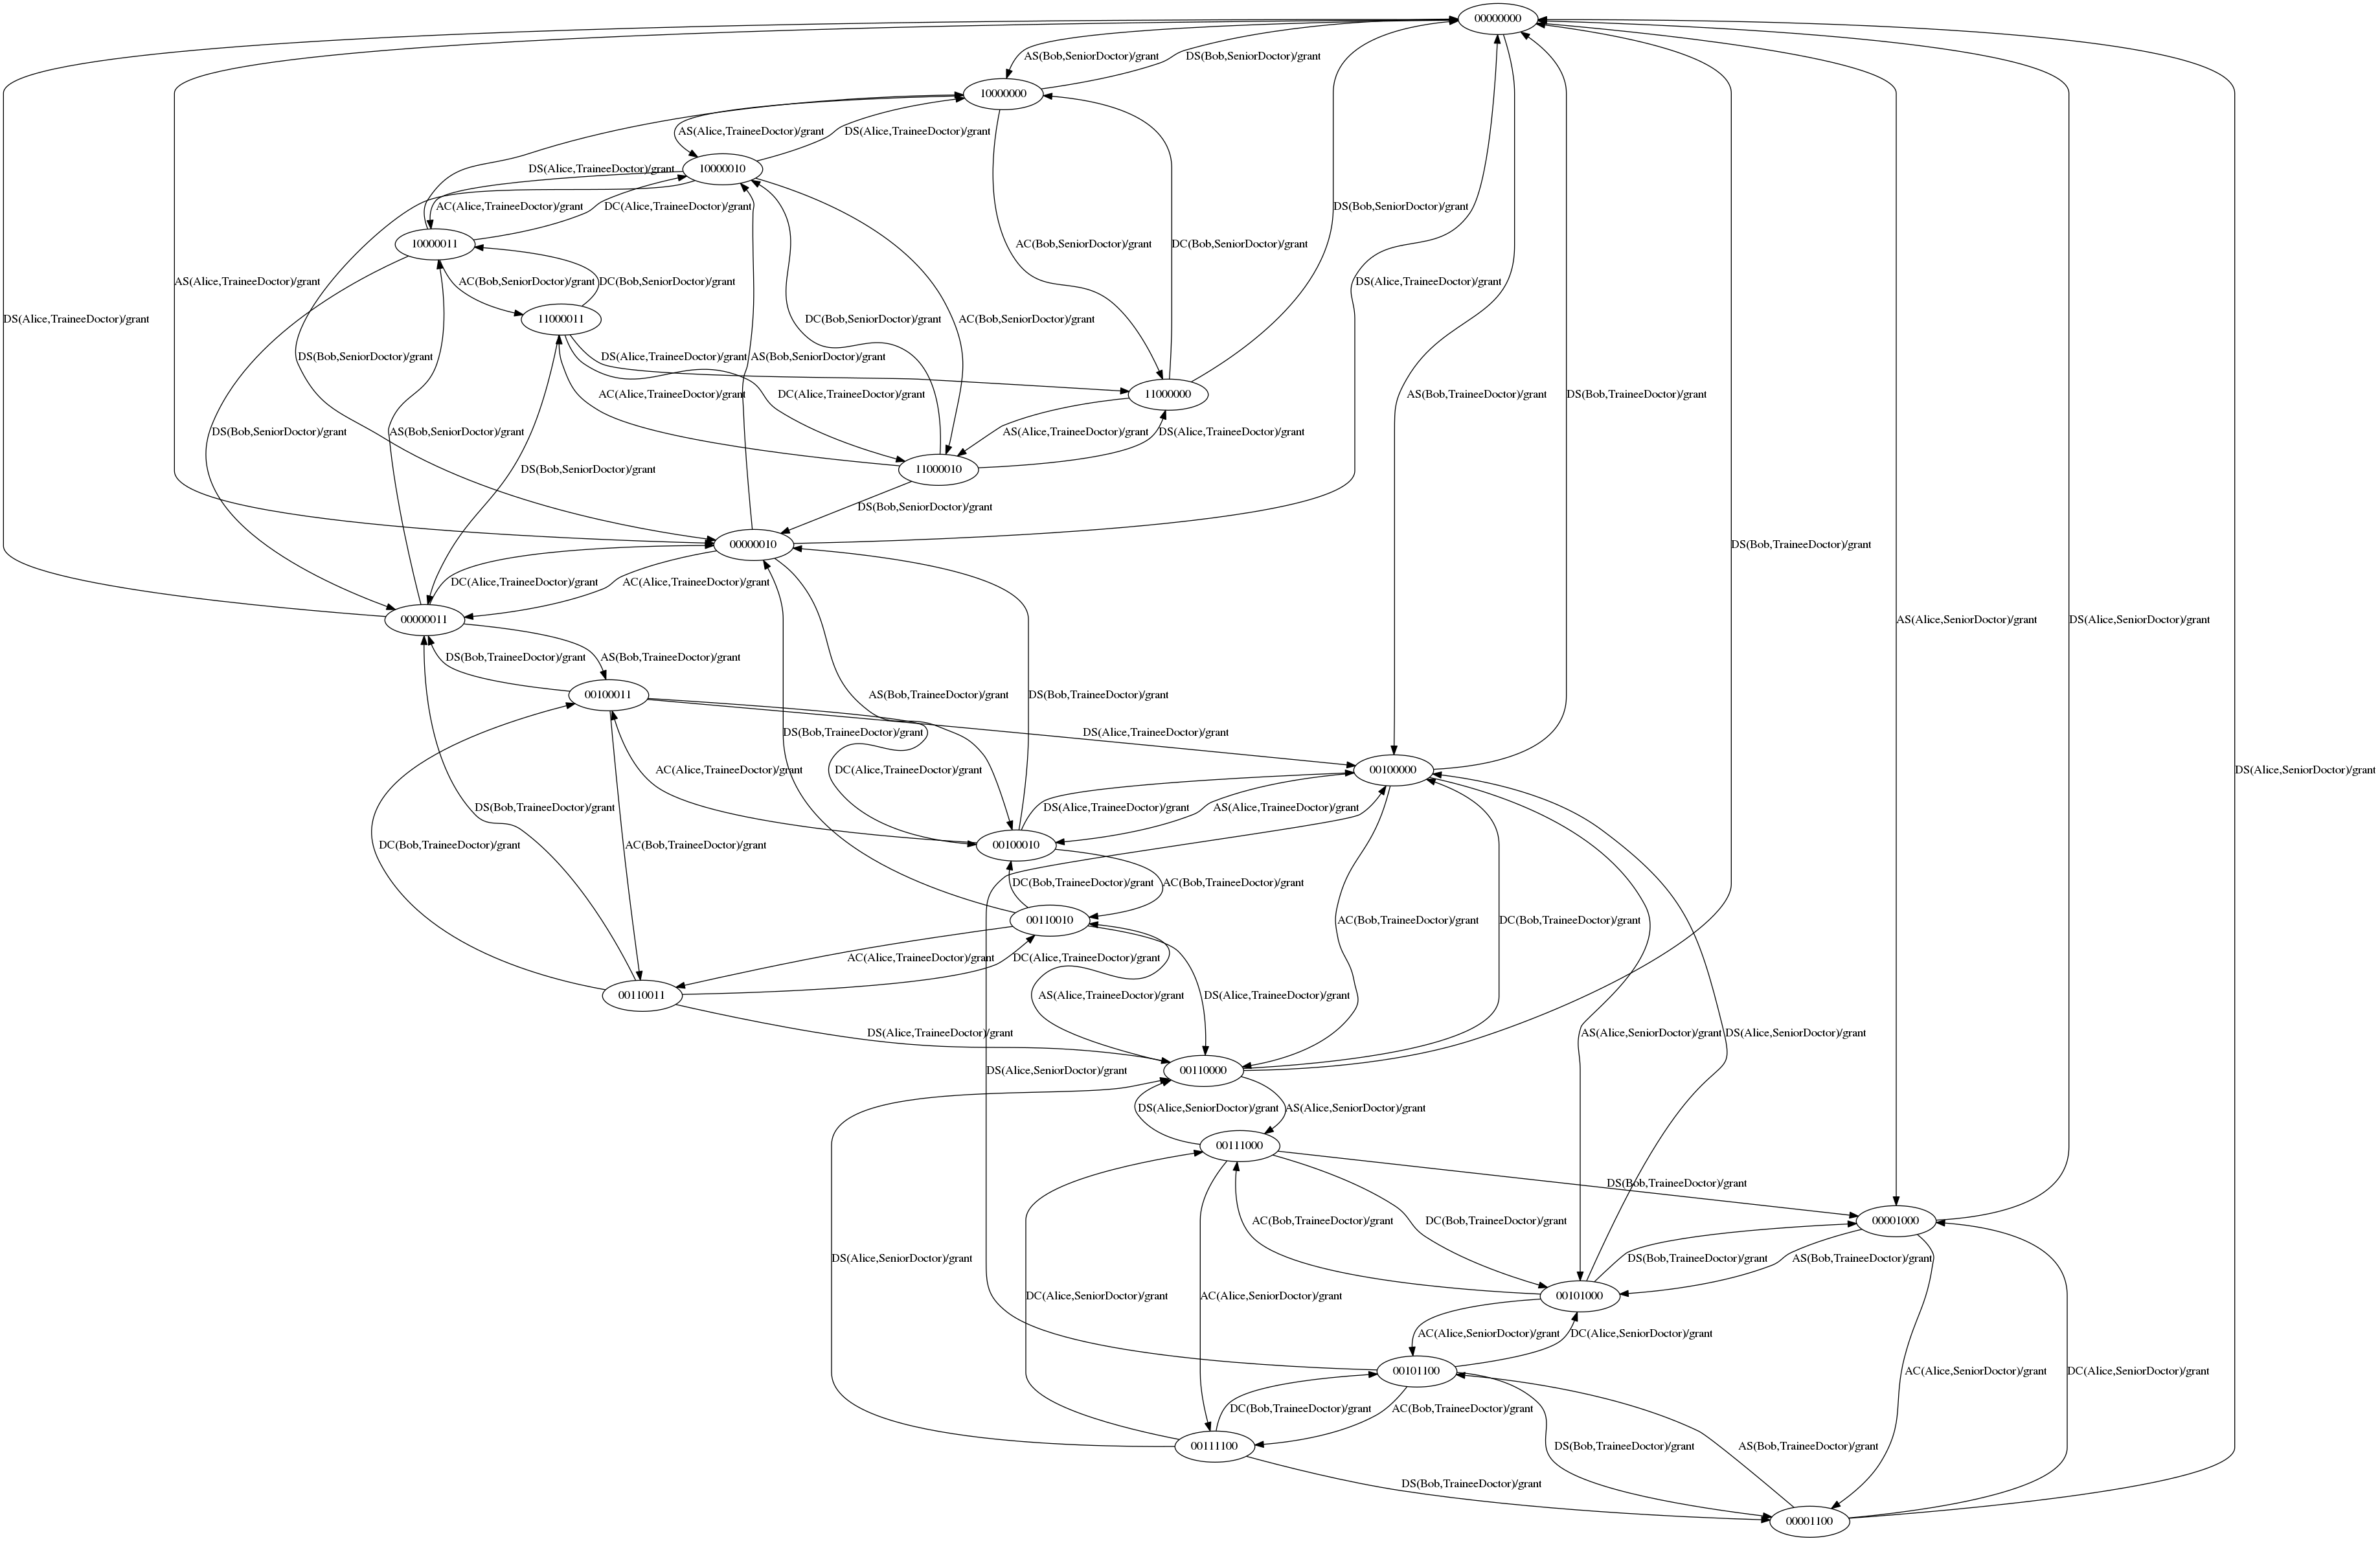 00000000
AS(Bob,SeniorDoctor)/grant
DS(Bob,SeniorDoctor)/grant
10000000
AS(Alice,TraineeDoctor)/grant
DS(Alice,TraineeDoctor)/grant
DS(Alice,TraineeDoctor)/grant
10000010
AC(Alice,TraineeDoctor)/grant
DC(Alice,TraineeDoctor)/grant
DS(Bob,SeniorDoctor)/grant
10000011
AC(Bob,SeniorDoctor)/grant
DC(Bob,SeniorDoctor)/grant
AS(Alice,TraineeDoctor)/grant
AC(Bob,SeniorDoctor)/grant
DC(Bob,SeniorDoctor)/grant
DS(Alice,TraineeDoctor)/grant
DS(Alice,TraineeDoctor)/grant
11000011
DC(Bob,SeniorDoctor)/grant
AC(Bob,SeniorDoctor)/grant
DS(Bob,SeniorDoctor)/grant
DS(Alice,TraineeDoctor)/grant
AS(Bob,SeniorDoctor)/grant
AC(Alice,TraineeDoctor)/grant
DC(Alice,TraineeDoctor)/grant
11000000
AS(Bob,TraineeDoctor)/grant
DS(Bob,TraineeDoctor)/grant
DS(Bob,SeniorDoctor)/grant
AS(Bob,SeniorDoctor)/grant
AS(Alice,TraineeDoctor)/grant
DS(Alice,TraineeDoctor)/grant
DS(Bob,SeniorDoctor)/grant
11000010
DS(Bob,SeniorDoctor)/grant
00000010
DS(Bob,TraineeDoctor)/grant
DC(Alice,TraineeDoctor)/grant
AC(Alice,TraineeDoctor)/grant
00000011
AS(Alice,SeniorDoctor)/grant
DS(Alice,SeniorDoctor)/grant
DS(Bob,TraineeDoctor)/grant
AS(Bob,TraineeDoctor)/grant
00100011
AS(Bob,TraineeDoctor)/grant
DS(Bob,TraineeDoctor)/grant
DS(Bob,TraineeDoctor)/grant
DS(Alice,TraineeDoctor)/grant
AC(Alice,TraineeDoctor)/grant
DC(Alice,TraineeDoctor)/grant
00100000
DS(Alice,SeniorDoctor)/grant
DS(Bob,TraineeDoctor)/grant
DS(Alice,TraineeDoctor)/grant
AS(Alice,TraineeDoctor)/grant
DC(Bob,TraineeDoctor)/grant
AC(Bob,TraineeDoctor)/grant
00100010
DC(Bob,TraineeDoctor)/grant
AC(Bob,TraineeDoctor)/grant
00110010
AC(Bob,TraineeDoctor)/grant
DC(Bob,TraineeDoctor)/grant
AC(Alice,TraineeDoctor)/grant
DC(Alice,TraineeDoctor)/grant
00110011
AS(Alice,TraineeDoctor)/grant
DS(Alice,TraineeDoctor)/grant
DS(Alice,TraineeDoctor)/grant
AS(Alice,SeniorDoctor)/grant
DS(Alice,SeniorDoctor)/grant
DS(Alice,SeniorDoctor)/grant
00110000
DS(Alice,SeniorDoctor)/grant
AS(Alice,SeniorDoctor)/grant
00111000
DS(Bob,TraineeDoctor)/grant
AC(Bob,TraineeDoctor)/grant
DC(Bob,TraineeDoctor)/grant
00001000
DS(Alice,SeniorDoctor)/grant
DS(Bob,TraineeDoctor)/grant
AS(Bob,TraineeDoctor)/grant
DC(Alice,SeniorDoctor)/grant
AC(Alice,SeniorDoctor)/grant
00101000
AC(Alice,SeniorDoctor)/grant
DC(Alice,SeniorDoctor)/grant
00101100
AC(Alice,SeniorDoctor)/grant
DC(Alice,SeniorDoctor)/grant
DC(Bob,TraineeDoctor)/grant
AC(Bob,TraineeDoctor)/grant
00111100
DS(Bob,TraineeDoctor)/grant
AS(Bob,TraineeDoctor)/grant
DS(Bob,TraineeDoctor)/grant
00001100